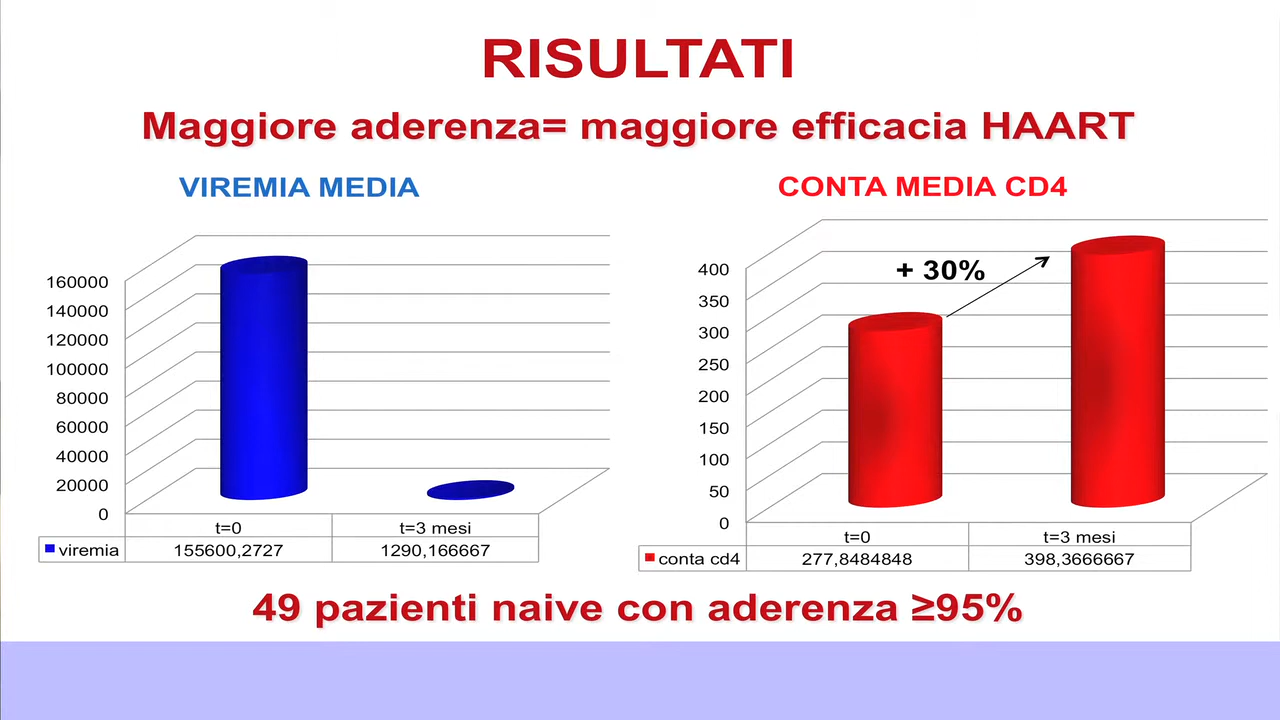 RISULTATI
Maggiore aderenza= maggiore efficacia HAART
VIREMIA MEDIA
160000
140000
120000
100000
80000
60000
40000
20000
0
t=0 t=3 mesi
viremia 155600,2727 1290,166667
CONTA MEDIA CD4
+ 30%
400
350
300
250
200
150
100
50
0
t=0 t=3 mesi
conta cd4 277,8484848 398,3666667
49 pazienti naive con aderenza ≥95%